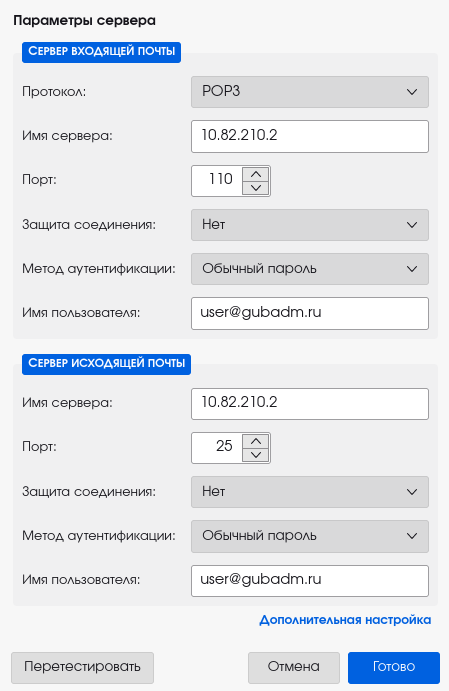 Параметры сервера
Сервер входящей почты
Протокол: POP3
Имя сервера: 10.82.210.2
Порт: 110
Защита соединения: Нет
Метод аутентификации: Обычный пароль
Имя пользователя: user@gubadm.ru
Сервер исходящей почты
Имя сервера: 10.82.210.2
Порт: 25
Защита соединения: Нет
Метод аутентификации: Обычный пароль
Имя пользователя: user@gubadm.ru
Дополнительная настройка
Перетестировать Отмена Готово